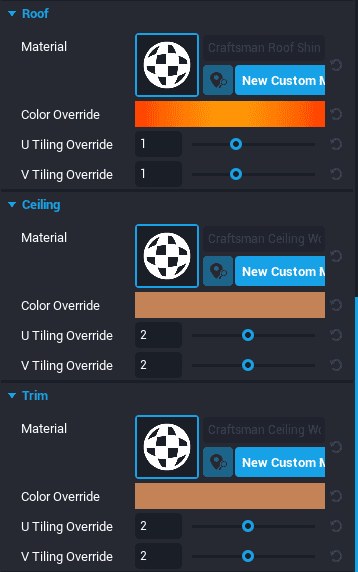 Roof
Material
Craftsman Roof Shin
New Custom M
Color Override
U Tiling Override
1
V Tiling Override
1
Ceiling
Material
Craftsman Ceiling Wo
New Custom M
Color Override
U Tiling Override
2
V Tiling Override
2
Trim
Material
Craftsman Ceiling Wo
New Custom M
Color Override
U Tiling Override
2
V Tiling Override
2